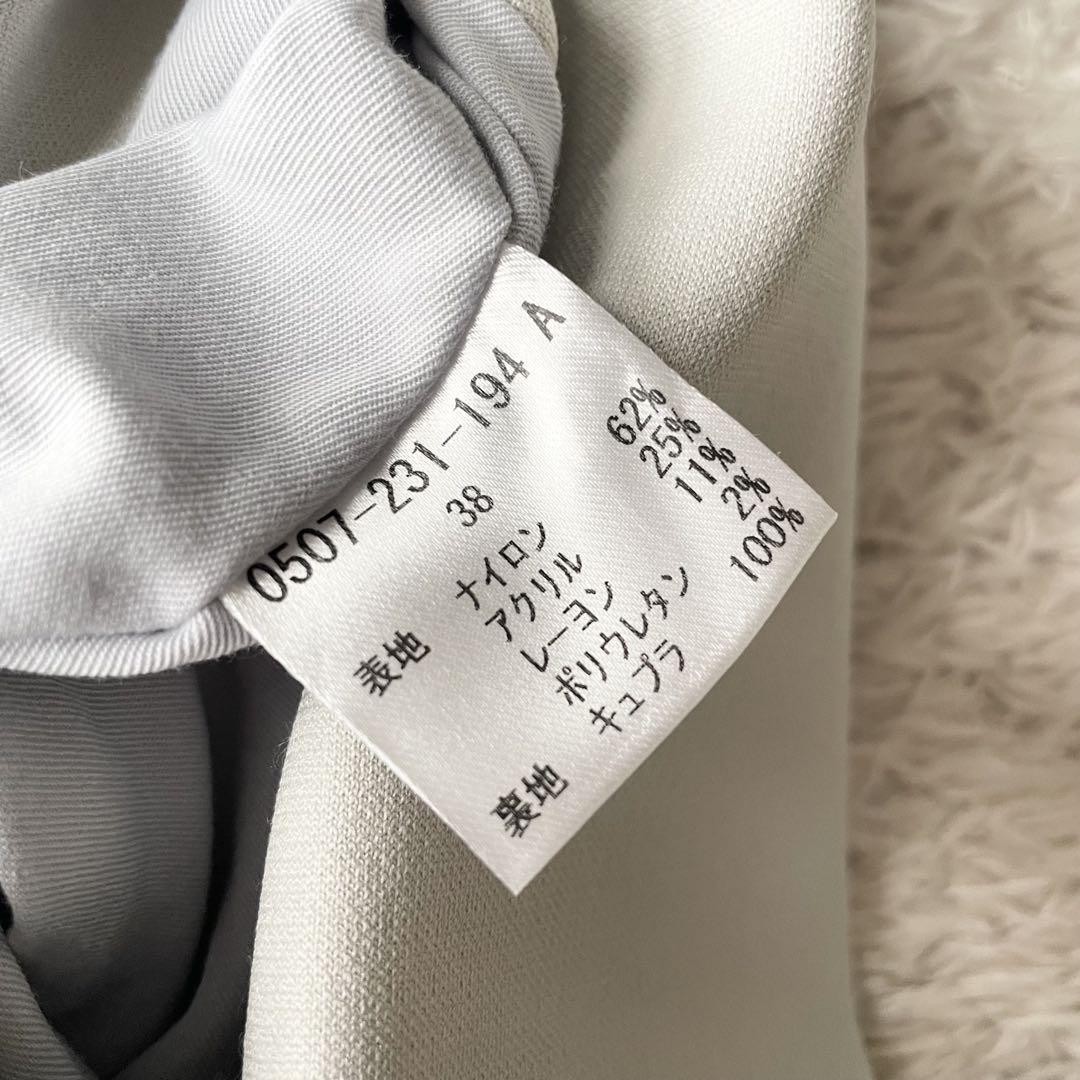 0507-231-194 A
38
表地 ナイロン 62%
アクリル 25%
レーヨン 11%
ポリウレタン 2%
裏地 キュプラ 100%